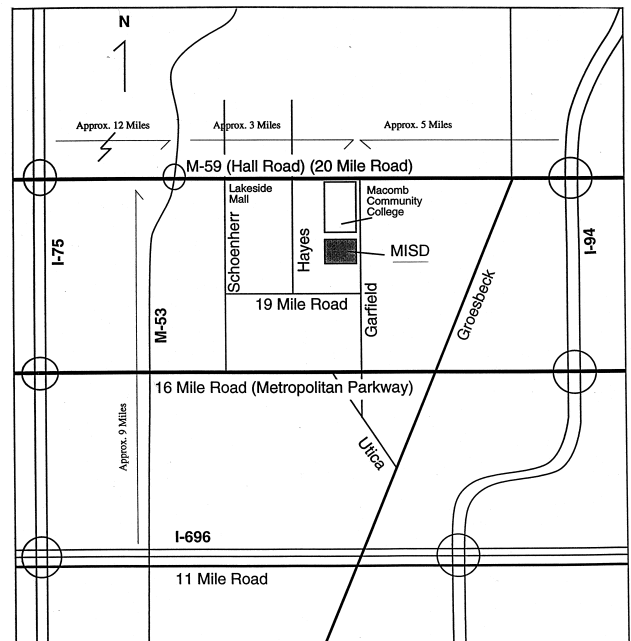 N
Approx. 12 Miles
Approx. 3 Miles
Approx. 5 Miles
M-59 (Hall Road) (20 Mile Road)
Lakeside
Mall
Macomb
Community
College
MISD
I-75
Schoenherr
Hayes
I-94
19 Mile Road
Garfield
Groesbeck
M-53
16 Mile Road (Metropolitan Parkway)
Approx. 9 Miles
Utica
I-696
11 Mile Road